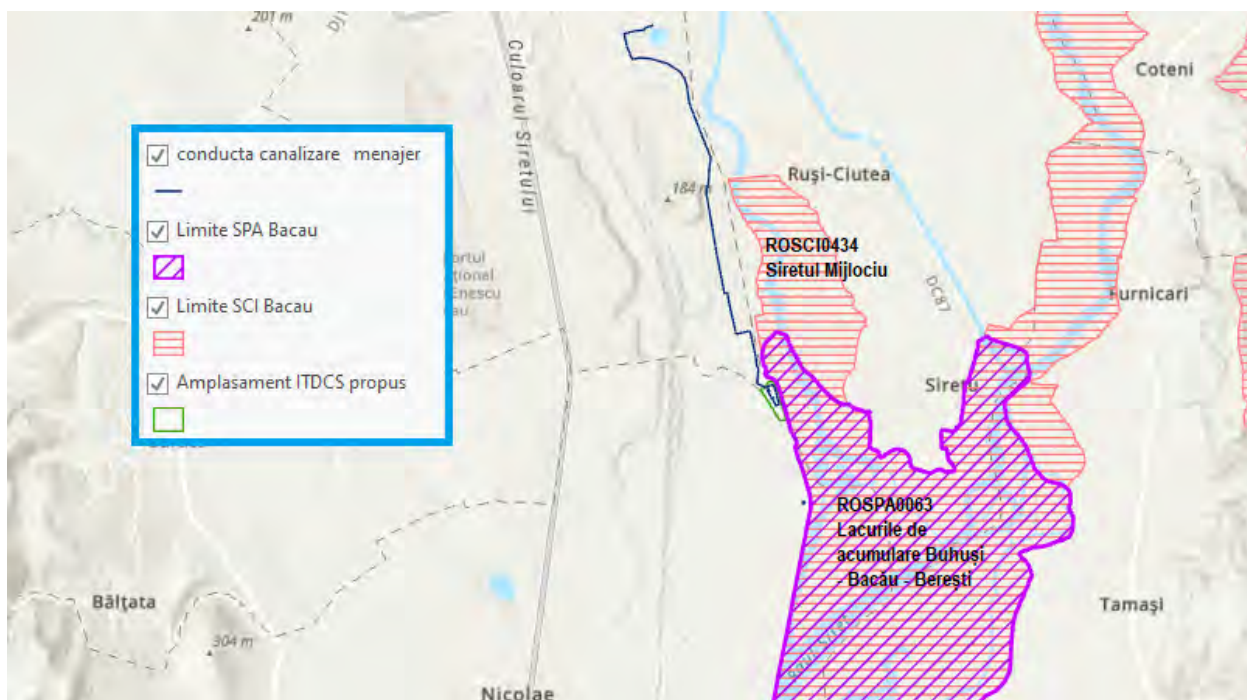 201 m
Culoarul Siretului
Coteni
conducta canalizare menajer
Limite SPA Bacau
Limite SCI Bacau
Amplasament ITDCS propus
184 m
Ruși-Ciutea
ROSCI0434
Siretul Mijlociu
DC87
Furnicari
Enescu
Siretu
ROSPA0063
Lacurile de
acumulare Buhuși
- Bacău - Berești
Bălțata
304 m
Tamași
Nicolae